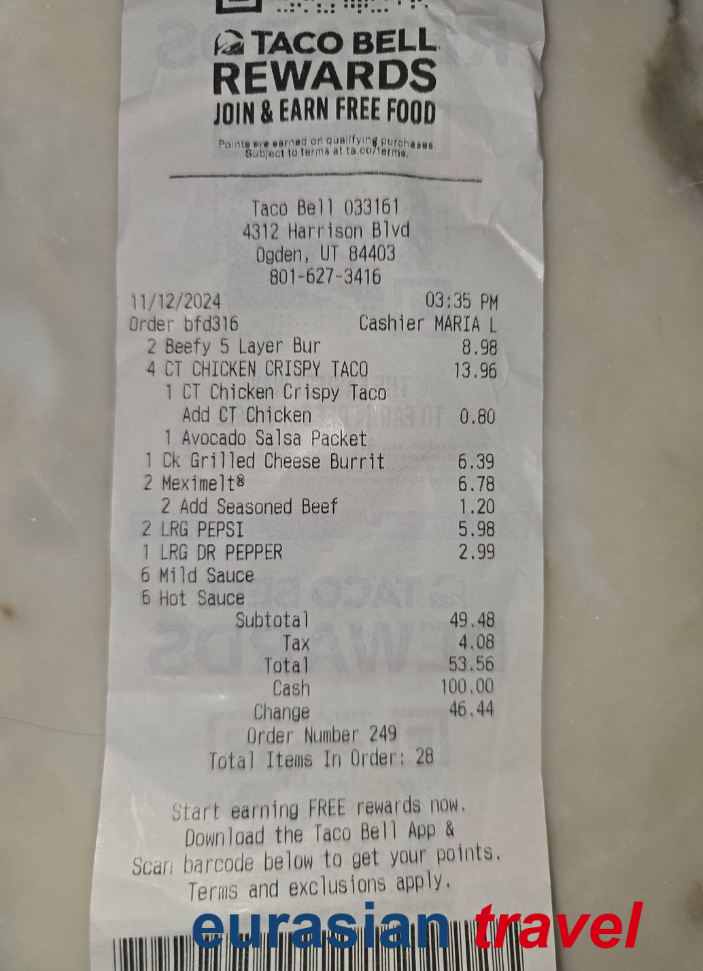 TACO BELL
REWARDS
JOIN & EARN FREE FOOD
Points are earned on qualifying purchases.
Subject to terms at ta.co/terms.
Taco Bell 033161
4312 Harrison Blvd
Ogden, UT 84403
801-627-3416
11/12/2024 03:35 PM
Order bfd316 Cashier MARIA L
2 Beefy 5 Layer Bur 8.98
4 CT CHICKEN CRISPY TACO 13.96
1 CT Chicken Crispy Taco
Add CT Chicken 0.80
1 Avocado Salsa Packet
1 Ck Grilled Cheese Burrit 6.39
2 Meximelt® 6.78
2 Add Seasoned Beef 1.20
2 LRG PEPSI 5.98
1 LRG DR PEPPER 2.99
6 Mild Sauce
6 Hot Sauce
Subtotal 49.48
Tax 4.08
Total 53.56
Cash 100.00
Change 46.44
Order Number 249
Total Items In Order: 28
Start earning FREE rewards now.
Download the Taco Bell App &
Scan barcode below to get your points.
Terms and exclusions apply.
eurasian travel